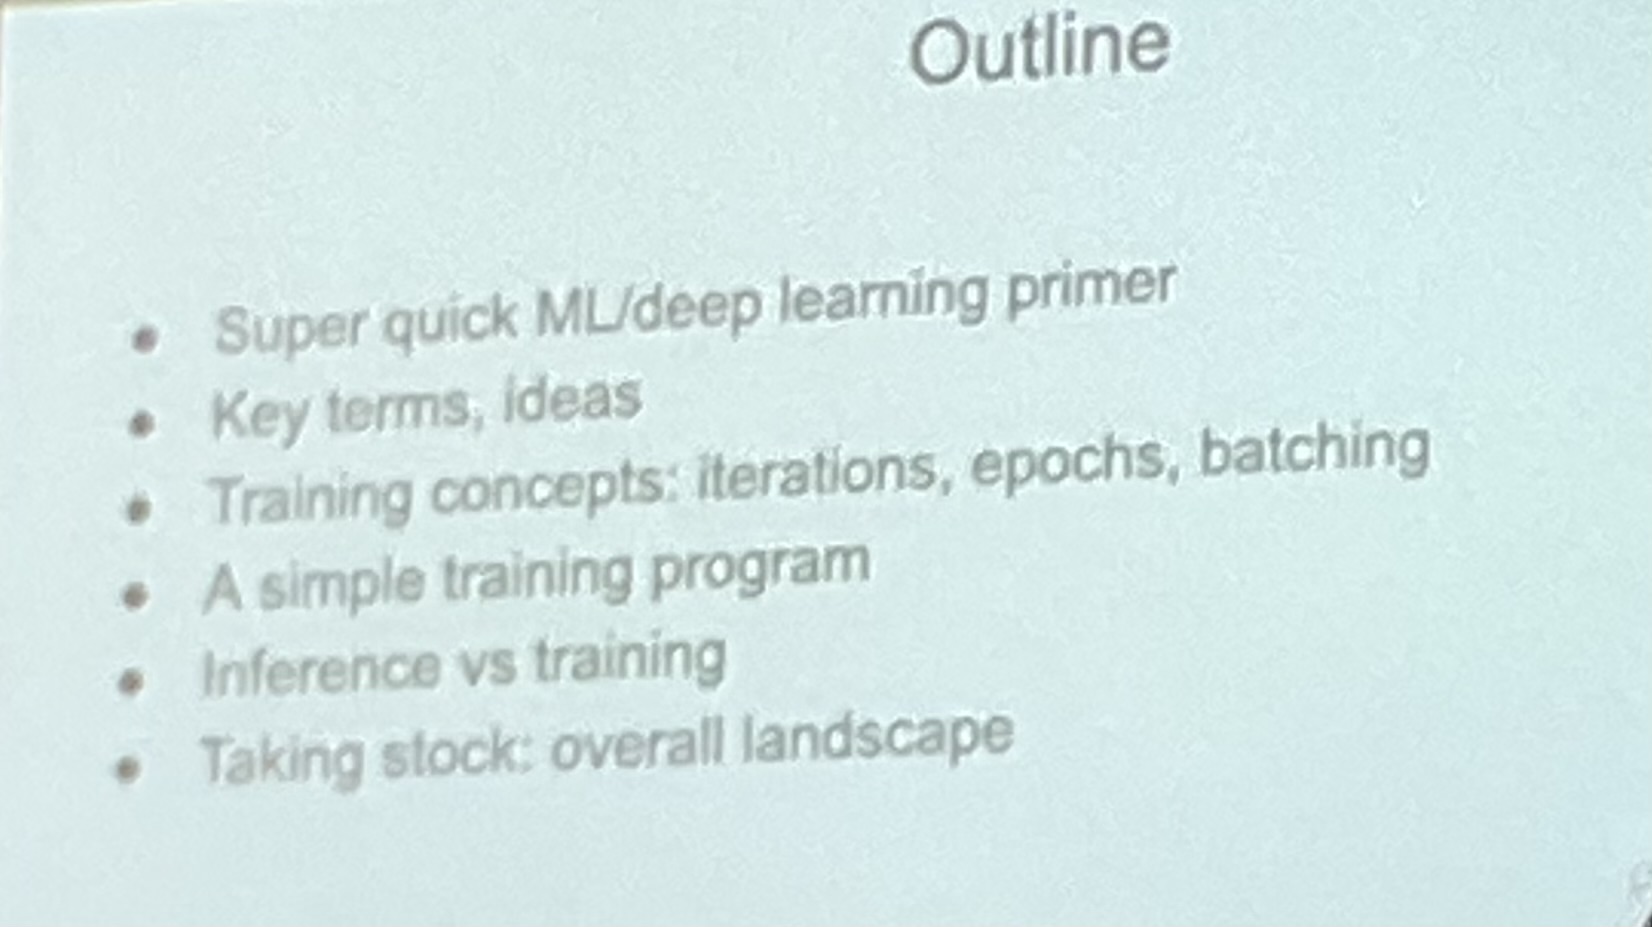 Outline
• Super quick ML/deep learning primer
• Key terms, ideas
• Training concepts: iterations, epochs, batching
• A simple training program
• Inference vs training
• Taking stock: overall landscape